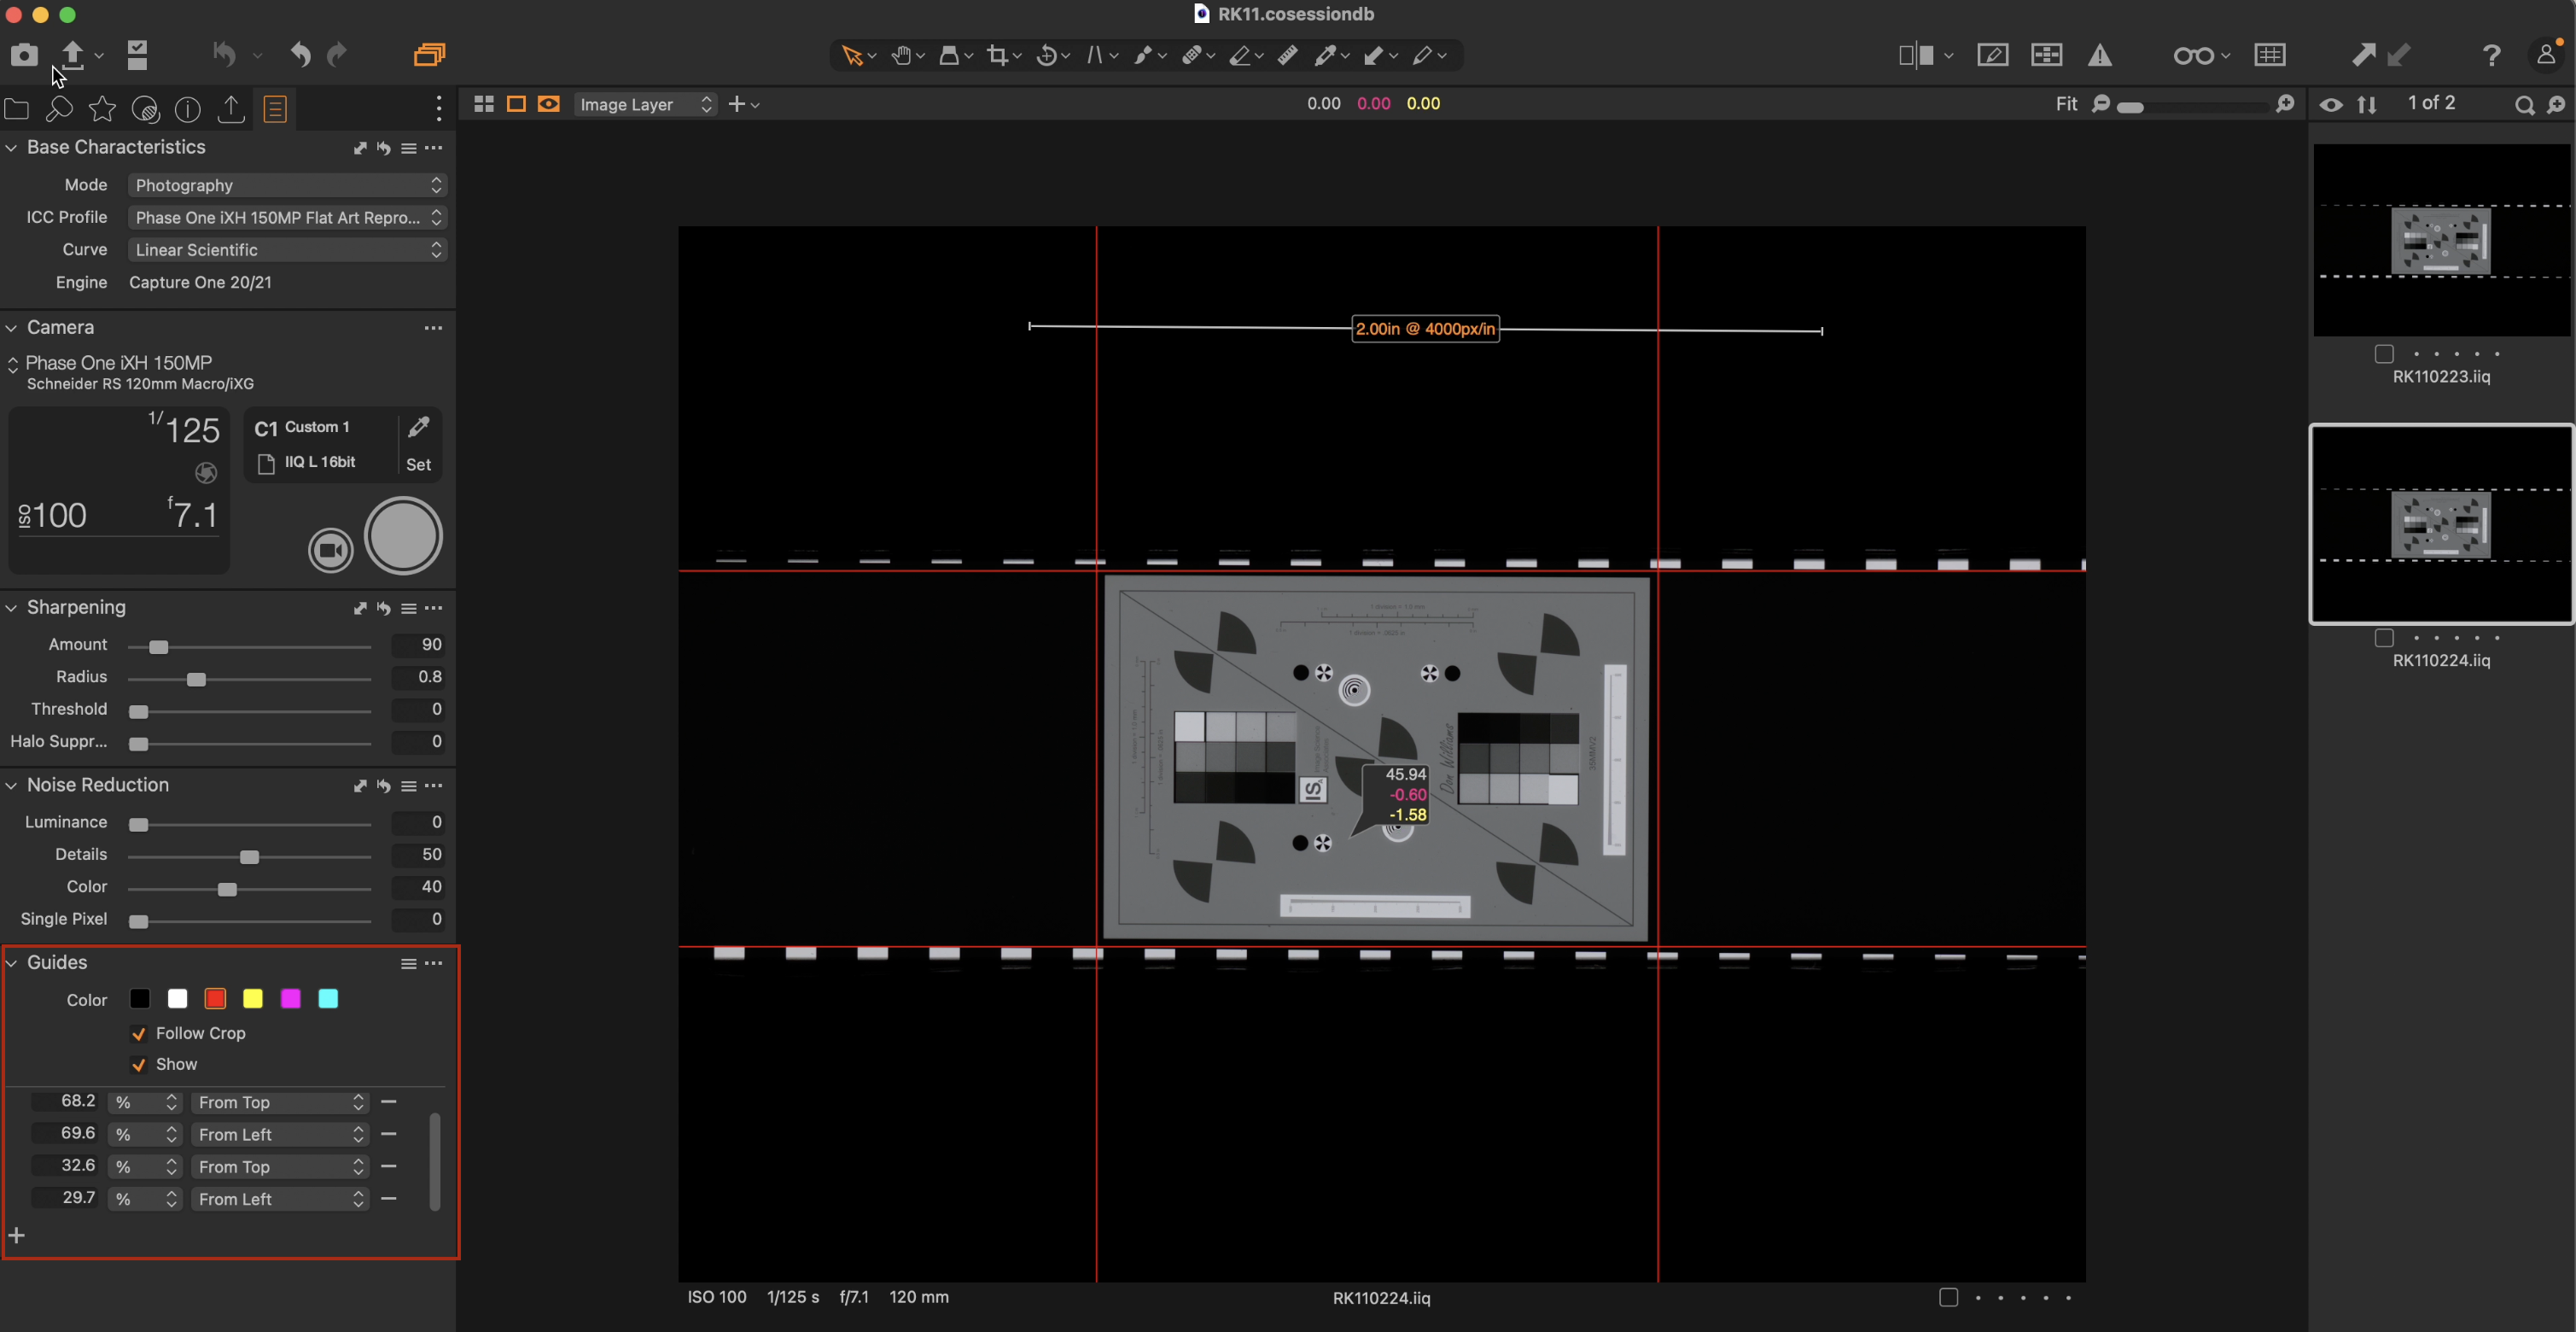 RK11.cosessiondb
Image Layer
0.00 0.00 0.00
Fit
1 of 2
Base Characteristics
Mode Photography
ICC Profile Phase One iXH 150MP Flat Art Repro...
Curve Linear Scientific
Engine Capture One 20/21
Camera
Phase One iXH 150MP
Schneider RS 120mm Macro/iXG
1/125
ISO100
f7.1
C1 Custom 1
IIQ L 16bit
Set
Sharpening
Amount 90
Radius 0.8
Threshold 0
Halo Suppr... 0
Noise Reduction
Luminance 0
Details 50
Color 40
Single Pixel 0
Guides
Color
Follow Crop
Show
68.2 % From Top
69.6 % From Left
32.6 % From Top
29.7 % From Left
2.00in @ 4000px/in
IS
Don Williams
45.94
-0.60
-1.58
ISO 100 1/125 s f/7.1 120 mm
RK110224.iiq
RK110223.iiq
RK110224.iiq